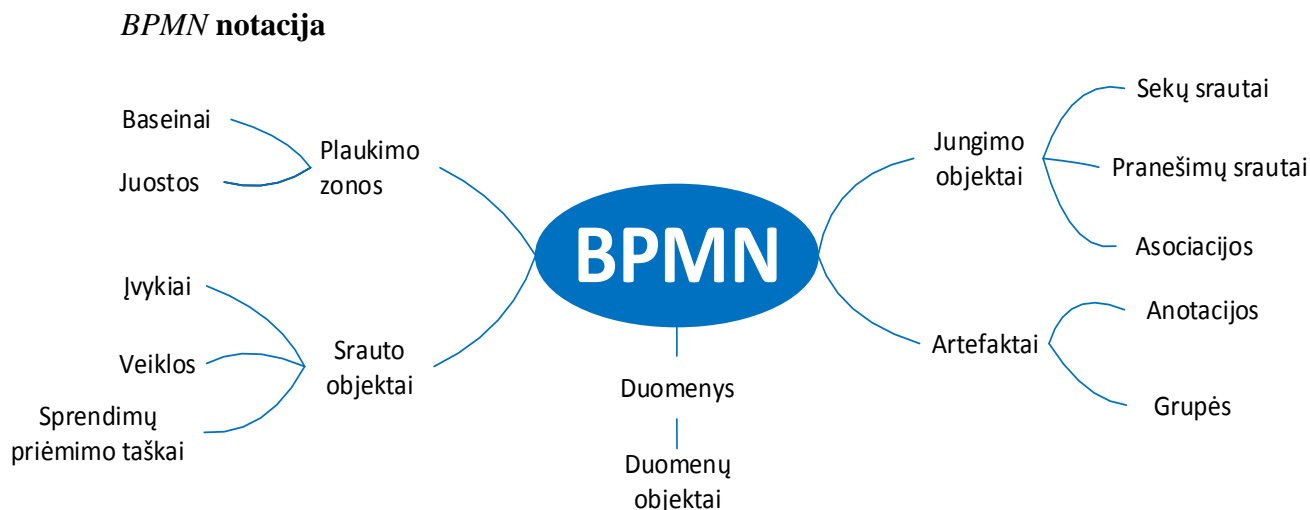 BPMN notacija
Baseinai
Juostos
Plaukimo
zonos
Įvykiai
Veiklos
Sprendimų
priėmimo taškai
Srauto
objektai
BPMN
Duomenys
Duomenų
objektai
Jungimo
objektai
Sekų srautai
Pranešimų srautai
Asociacijos
Artefaktai
Anotacijos
Grupės